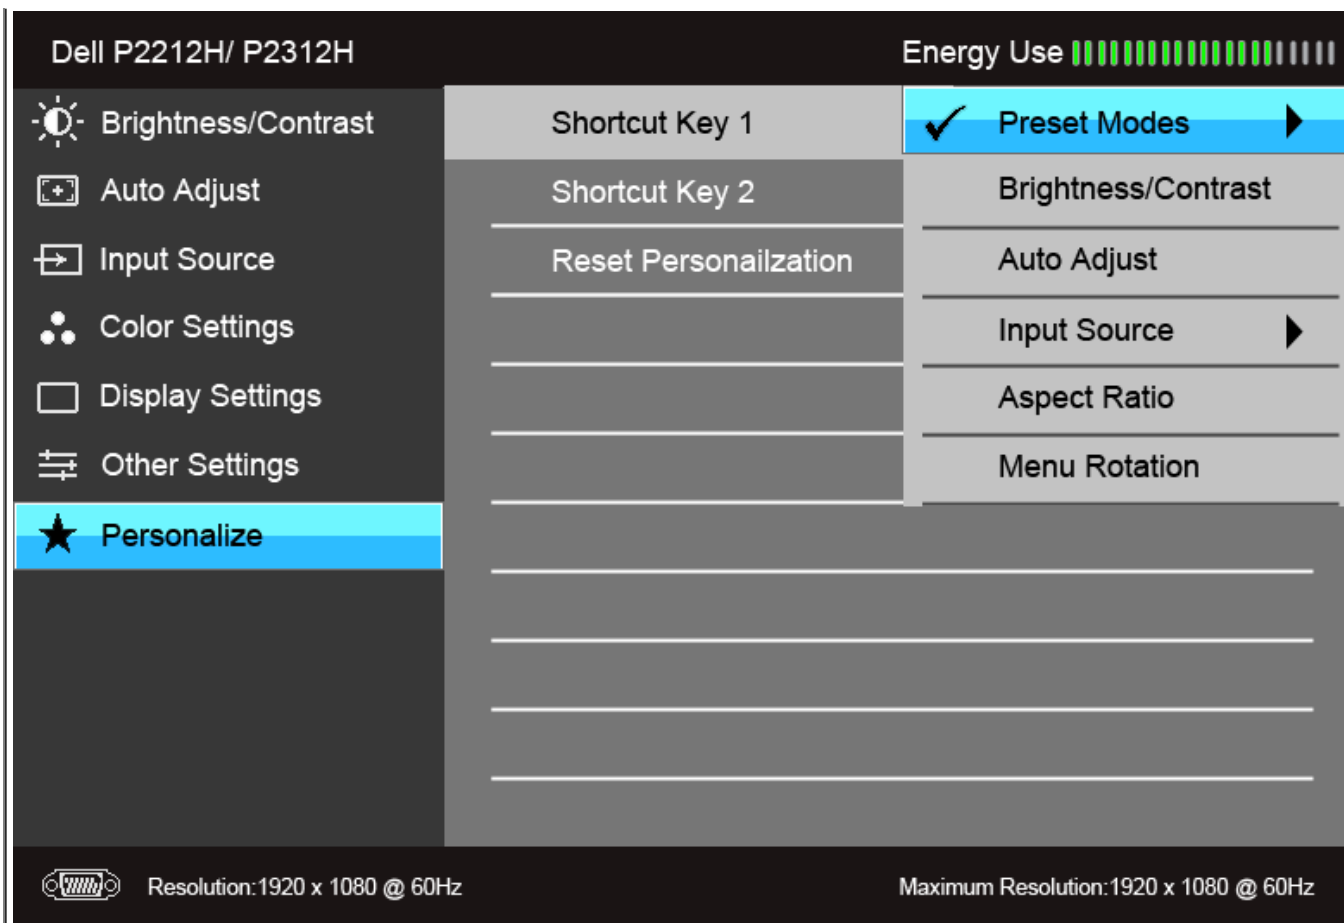 Dell P2212H/ P2312H
Energy Use
Brightness/Contrast
Auto Adjust
Input Source
Color Settings
Display Settings
Other Settings
Personalize
Shortcut Key 1
Shortcut Key 2
Reset Personailzation
Preset Modes
Brightness/Contrast
Auto Adjust
Input Source
Aspect Ratio
Menu Rotation
Resolution:1920 x 1080 @ 60Hz
Maximum Resolution:1920 x 1080 @ 60Hz